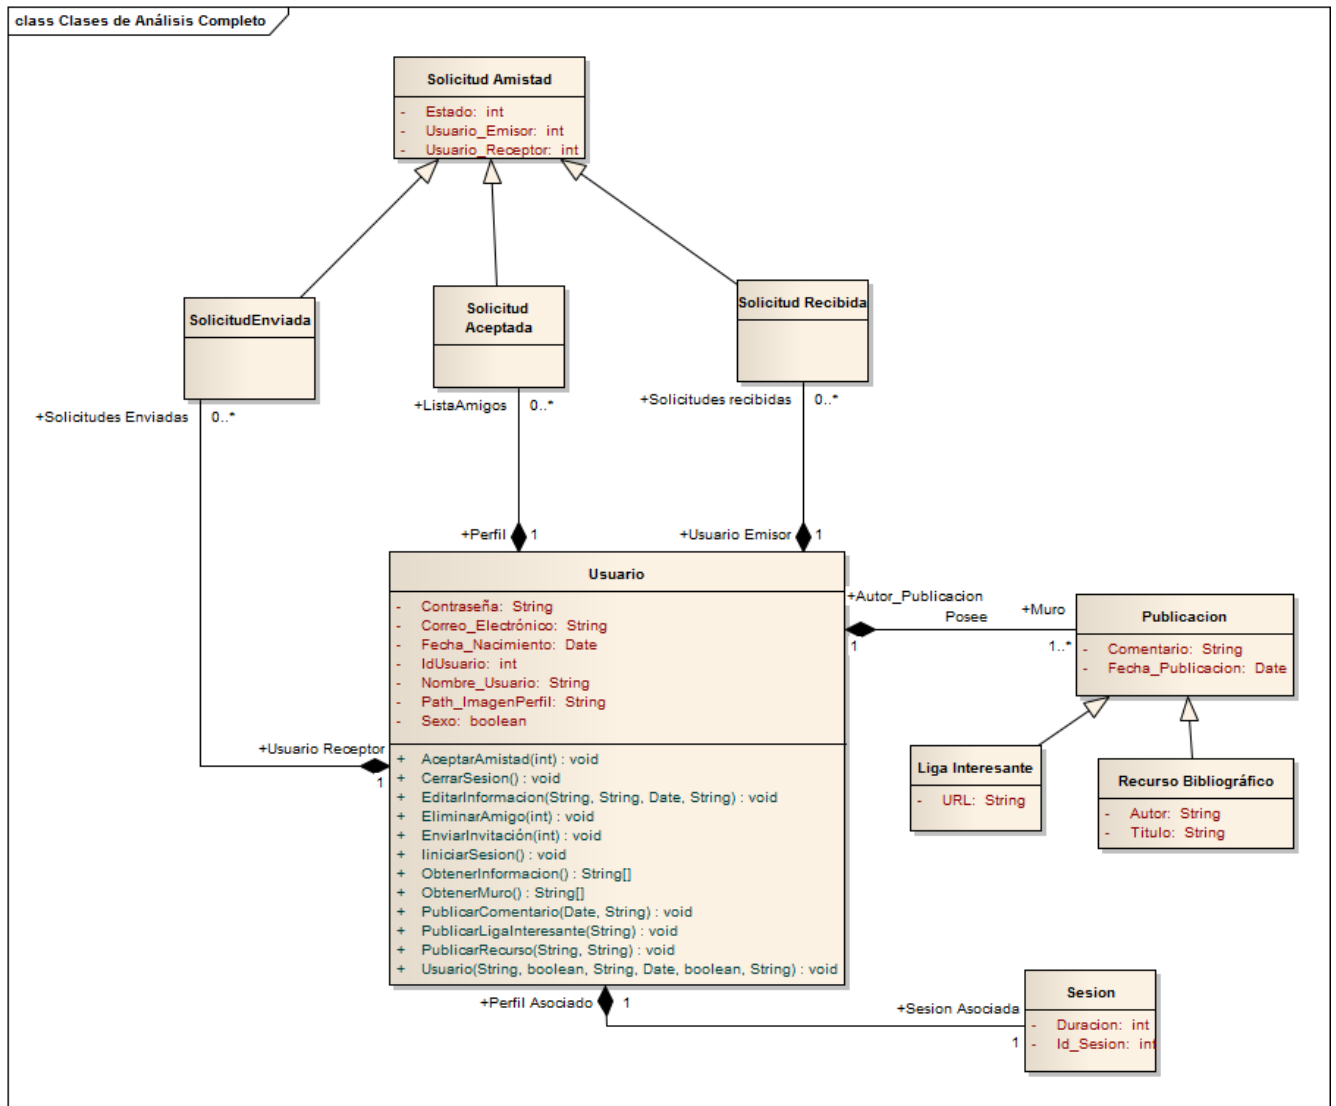 class Clases de Análisis Completo
Solicitud Amistad
- Estado: int
- Usuario_Emisor: int
- Usuario_Receptor: int
SolicitudEnviada
Solicitud
Aceptada
Solicitud Recibida
+Solicitudes Enviadas 0..*
+ListaAmigos 0..*
+Solicitudes recibidas 0..*
+Perfil 1
+Usuario Emisor 1
Usuario
- Contraseña: String
- Correo_Electrónico: String
- Fecha_Nacimiento: Date
- IdUsuario: int
- Nombre_Usuario: String
- Path_ImagenPerfil: String
- Sexo: boolean
+ AceptarAmistad(int) : void
+ CerrarSesion() : void
+ EditarInformacion(String, String, Date, String) : void
+ EliminarAmigo(int) : void
+ EnviarInvitación(int) : void
+ IiniciarSesion() : void
+ ObtenerInformacion() : String[]
+ ObtenerMuro() : String[]
+ PublicarComentario(Date, String) : void
+ PublicarLigaInteresante(String) : void
+ PublicarRecurso(String, String) : void
+ Usuario(String, boolean, String, Date, boolean, String) : void
+Usuario Receptor
1
+Autor_Publicacion
Posee
+Muro
1
1..*
Publicacion
- Comentario: String
- Fecha_Publicacion: Date
Liga Interesante
- URL: String
Recurso Bibliográfico
- Autor: String
- Titulo: String
+Perfil Asociado 1
+Sesion Asociada
1
Sesion
- Duracion: int
- Id_Sesion: int